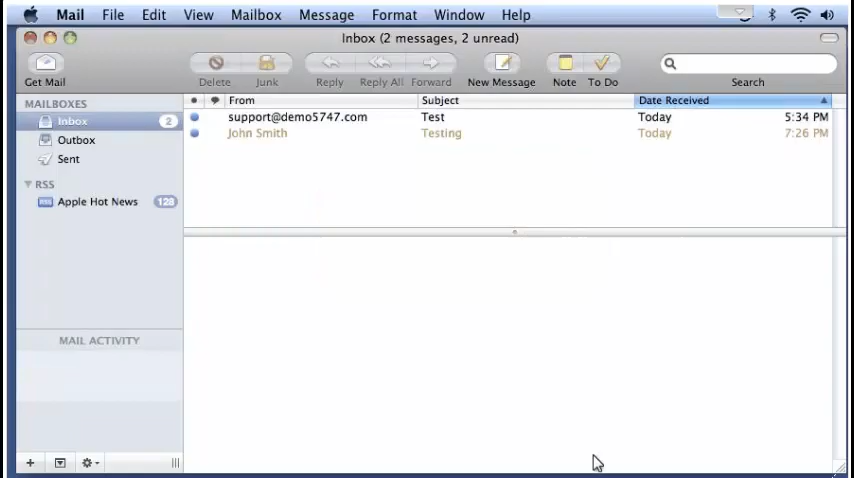 Mail File Edit View Mailbox Message Format Window Help
Inbox (2 messages, 2 unread)
Get Mail Delete Junk Reply Reply All Forward New Message Note To Do Search
MAILBOXES
Inbox 2
Outbox
Sent
RSS
Apple Hot News 128
MAIL ACTIVITY
From Subject Date Received
support@demo5747.com Test Today 5:34 PM
John Smith Testing Today 7:26 PM